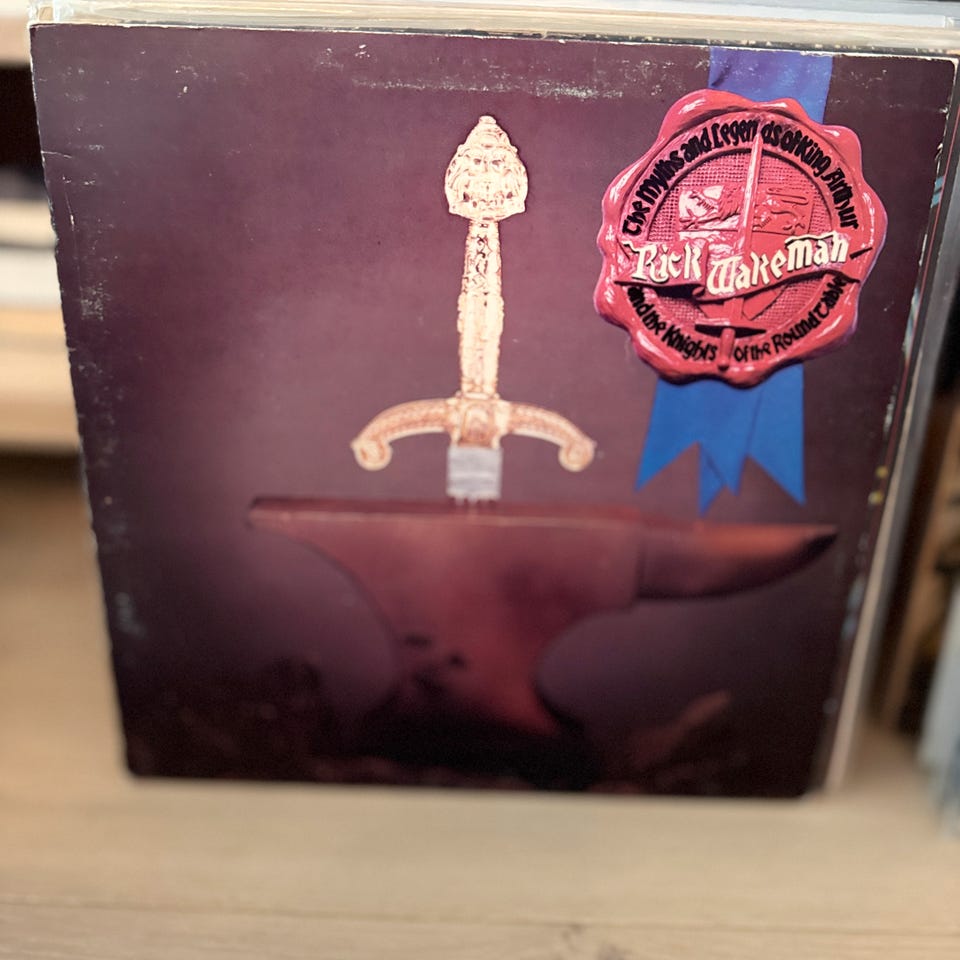 The Myths and Legends of King Arthur
Rick Wakeman
and the Knights of the Round Table